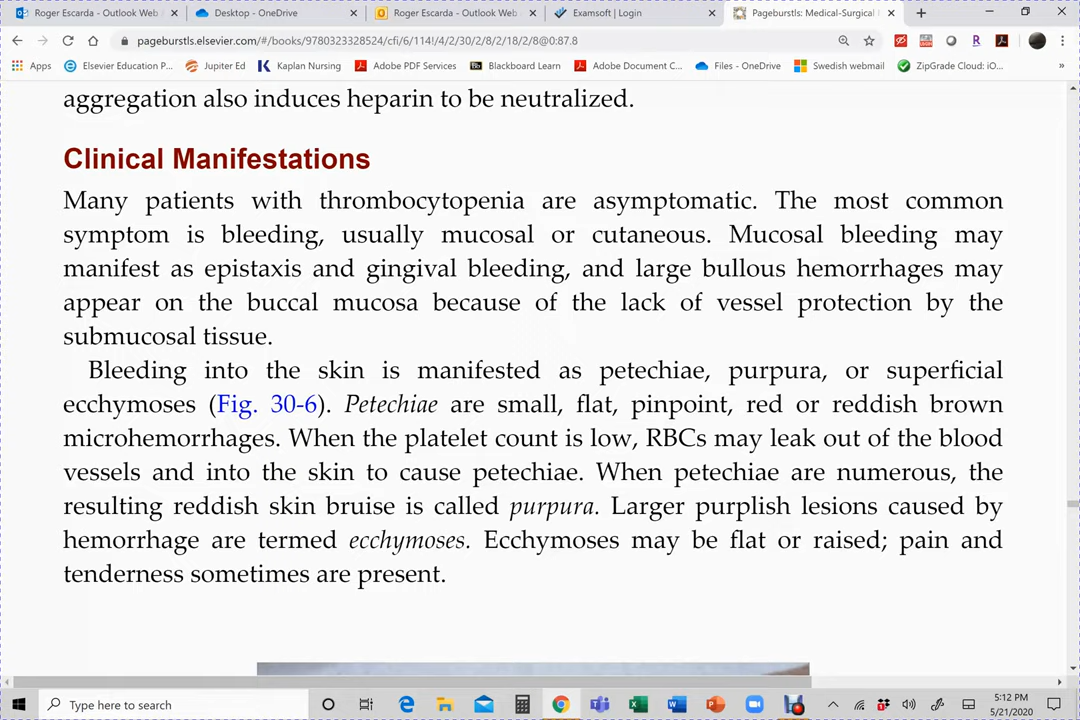 Roger Escarda - Outlook Web A
Desktop - OneDrive
Roger Escarda - Outlook Web
Examsoft | Login
Pageburstls: Medical-Surgical
pageburstls.elsevier.com/#/books/9780323328524/cfi/6/114!/4/2/30/2/8/2/18/2/8@0:87.8
Apps
Elsevier Education P...
Jupiter Ed
Kaplan Nursing
Adobe PDF Services
Blackboard Learn
Adobe Document C...
Files - OneDrive
Swedish webmail
ZipGrade Cloud: iO...
»
aggregation also induces heparin to be neutralized.
Clinical Manifestations
Many patients with thrombocytopenia are asymptomatic. The most common
symptom is bleeding, usually mucosal or cutaneous. Mucosal bleeding may
manifest as epistaxis and gingival bleeding, and large bullous hemorrhages may
appear on the buccal mucosa because of the lack of vessel protection by the
submucosal tissue.
Bleeding into the skin is manifested as petechiae, purpura, or superficial
ecchymoses (Fig. 30-6). Petechiae are small, flat, pinpoint, red or reddish brown
microhemorrhages. When the platelet count is low, RBCs may leak out of the blood
vessels and into the skin to cause petechiae. When petechiae are numerous, the
resulting reddish skin bruise is called purpura. Larger purplish lesions caused by
hemorrhage are termed ecchymoses. Ecchymoses may be flat or raised; pain and
tenderness sometimes are present.
Type here to search
5:12 PM
5/21/2020